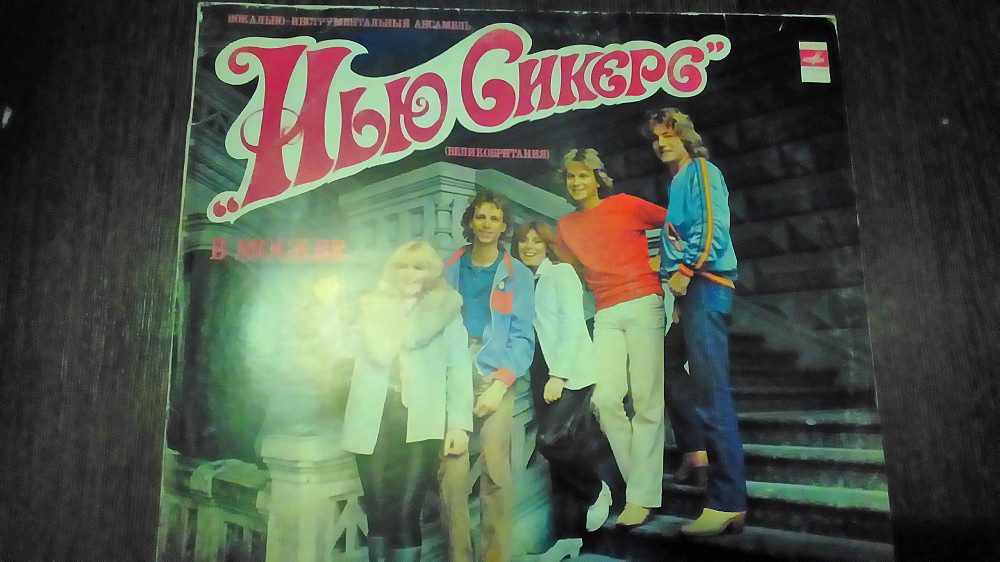 ВОКАЛЬНО-ИНСТРУМЕНТАЛЬНЫЙ АНСАМБЛЬ
„НЬЮ СИКЕРС”
(ВЕЛИКОБРИТАНИЯ)
В МОСКВЕ